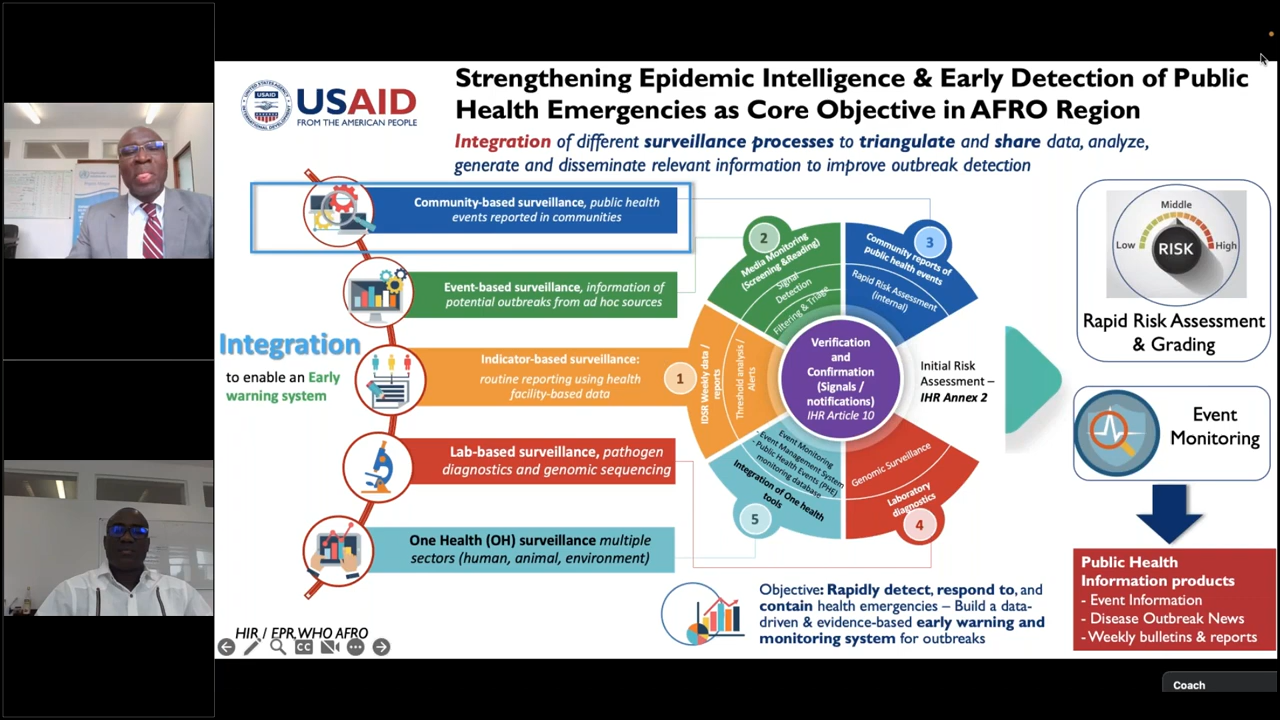 Strengthening Epidemic Intelligence & Early Detection of Public
Health Emergencies as Core Objective in AFRO Region
USAID
FROM THE AMERICAN PEOPLE
USAID
Integration of different surveillance processes to triangulate and share data, analyze,
generate and disseminate relevant information to improve outbreak detection
Community-based surveillance, public health
events reported in communities
Event-based surveillance, information of
potential outbreaks from ad hoc sources
Integration
to enable an Early
warning system
Indicator-based surveillance:
routine reporting using health
facility-based data
Lab-based surveillance, pathogen
diagnostics and genomic sequencing
One Health (OH) surveillance multiple
sectors (human, animal, environment)
1
IDSR Weekly data /
reports
Threshold analysis /
Alerts
2
Media Monitoring
(Screening &Reading)
Signal
Detection
Filtering & Triage
3
Community reports of
public health events
Rapid Risk Assessment
(internal)
Verification
and
Confirmation
(Signals /
notifications)
IHR Article 10
Initial Risk
Assessment –
IHR Annex 2
Genomic Surveillance
Laboratory
diagnostics
4
Event Monitoring
- Event Management System
- Public Health Events (PHE)
monitoring database
Integration of One health
tools
5
Low
Middle
High
RISK
Rapid Risk Assessment
& Grading
Event
Monitoring
Public Health
Information products
- Event Information
- Disease Outbreak News
- Weekly bulletins & reports
Objective: Rapidly detect, respond to, and
contain health emergencies – Build a data-
driven & evidence-based early warning and
monitoring system for outbreaks
HIR / EPR,WHO AFRO
CC
Coach